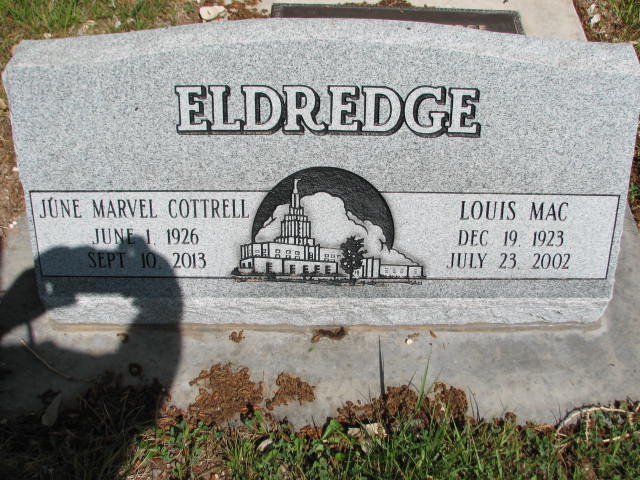 ELDREDGE
JUNE MARVEL COTTRELL
JUNE 1, 1926
SEPT 10, 2013
LOUIS MAC
DEC 19, 1923
JULY 23, 2002